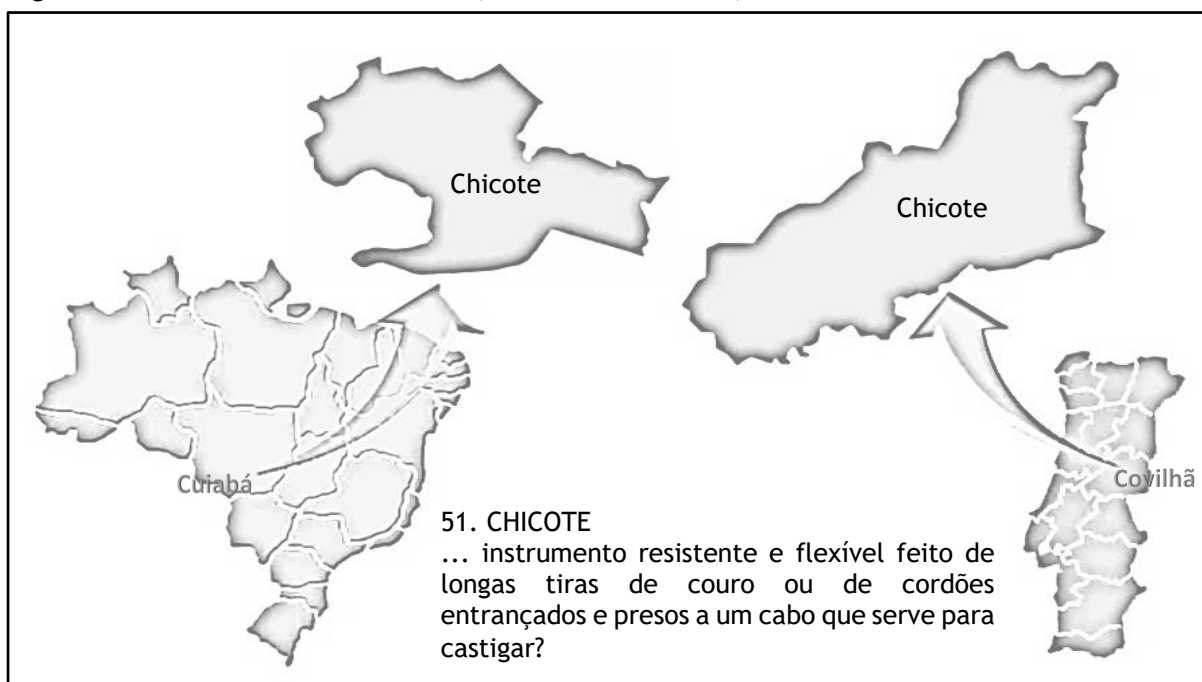 Chicote
Chicote
Cuiabá
Covilhã
51. CHICOTE
... instrumento resistente e flexível feito de
longas tiras de couro ou de cordões
entrançados e presos a um cabo que serve para
castigar?